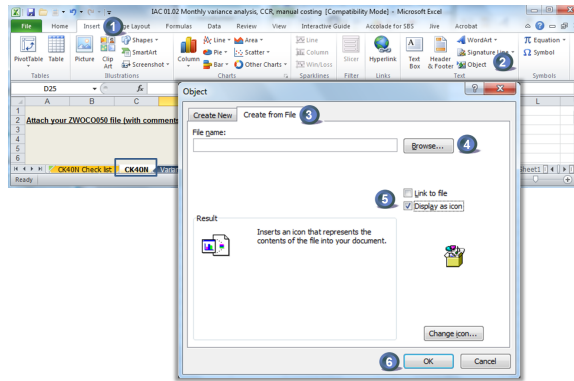 IAC 01.02 Monthly variance analysis, CCR, manual costing [Compatibility Mode] - Microsoft Excel
File Home Insert 1 Page Layout Formulas Data Review View Interactive Guide Accolade for SBS Jive Acrobat
PivotTable Table Picture Clip Art Shapes SmartArt Screenshot Column Line Area Pie Scatter Bar Other Charts Line Column Win/Loss Slicer Hyperlink Text Box Header & Footer WordArt Signature Line Object 2 Equation Symbol
Tables Illustrations Charts Sparklines Filter Links Text Symbols
D25 fx
A B C L
1
2 Attach your ZWOCO050 file (with comments
3
4
5
6
CK40N Check list CK40N Varia Sheet1
Ready
Object
Create New Create from File 3
File name:
Browse... 4
5 Link to file
Display as icon
Result
Inserts an icon that represents the
contents of the file into your document.
Change icon...
6 OK Cancel